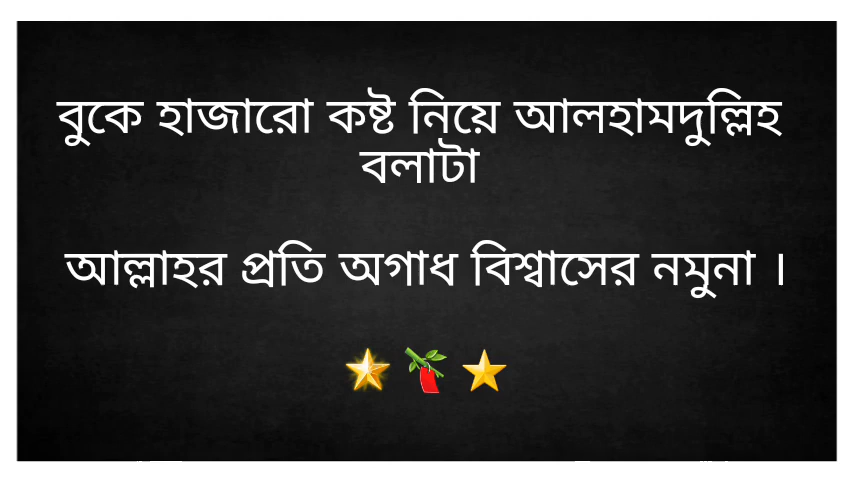 বুকে হাজারো কষ্ট নিয়ে আলহামদুল্লিহ
বলাটা
আল্লাহর প্রতি অগাধ বিশ্বাসের নমুনা ।